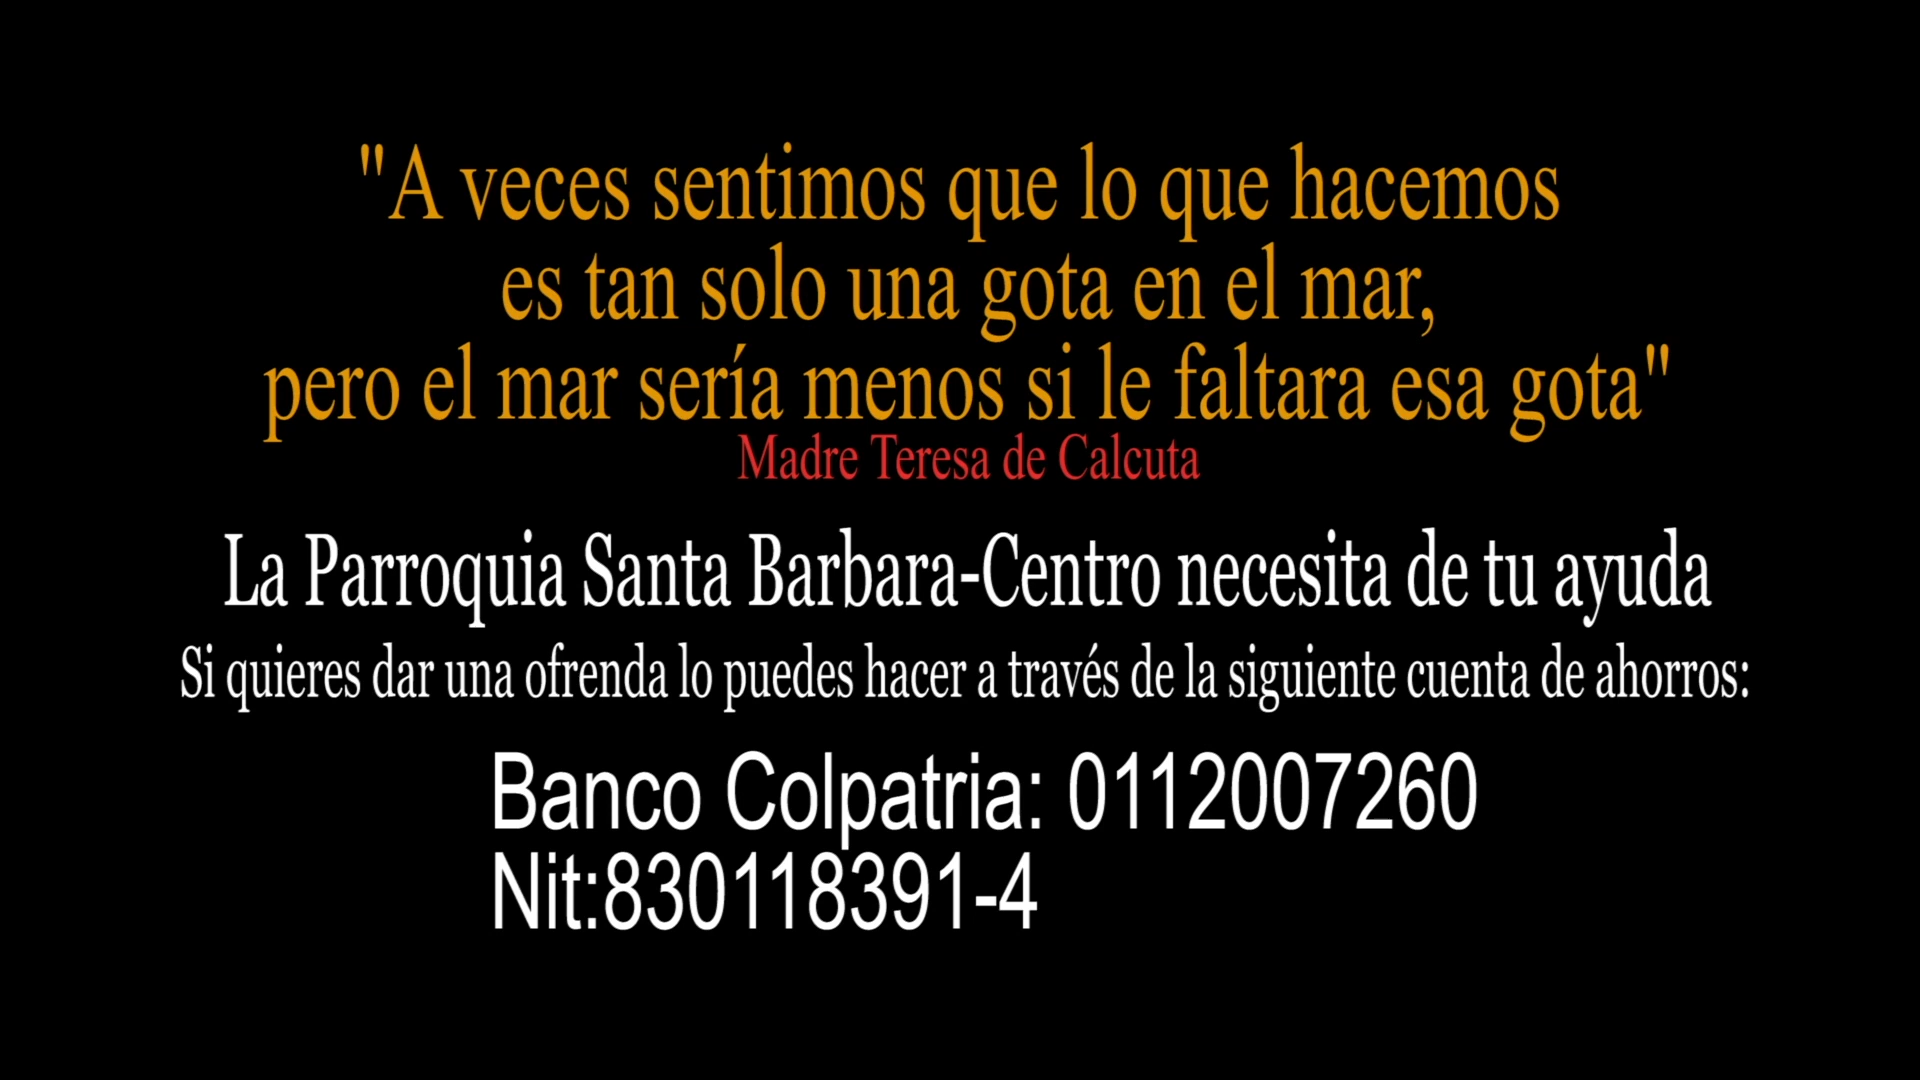 "A veces sentimos que lo que hacemos
es tan solo una gota en el mar,
pero el mar sería menos si le faltara esa gota"
Madre Teresa de Calcuta
La Parroquia Santa Barbara-Centro necesita de tu ayuda
Si quieres dar una ofrenda lo puedes hacer a través de la siguiente cuenta de ahorros:
Banco Colpatria: 0112007260
Nit:830118391-4